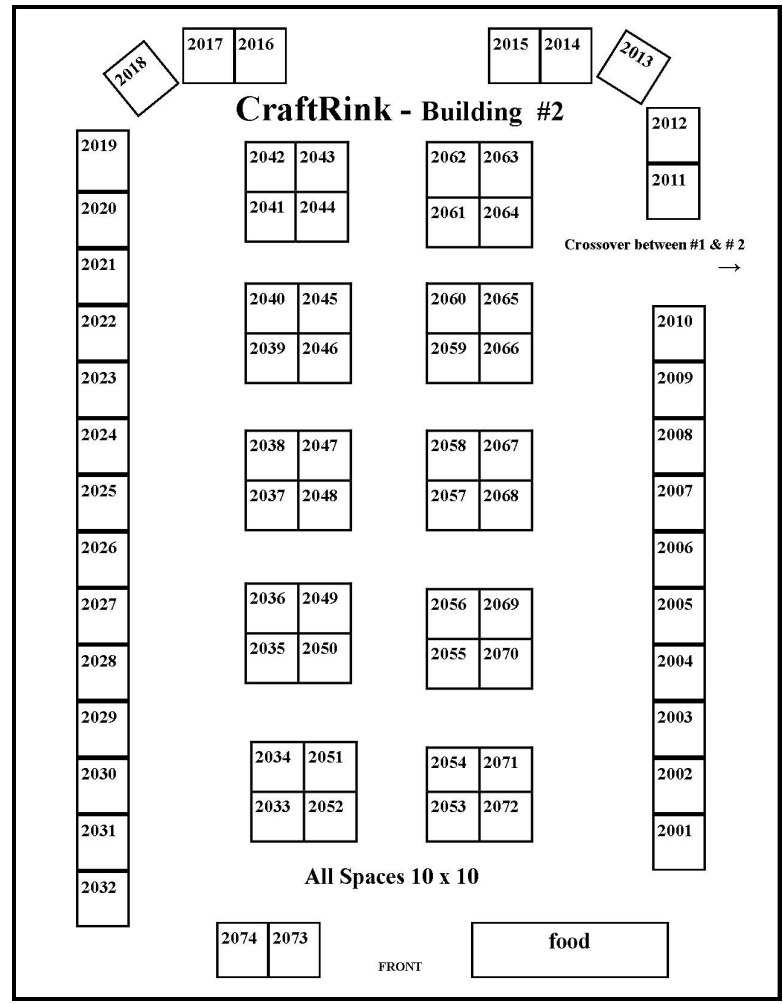 2017 2016 2015 2014
2018 2013
CraftRink - Building #2
2012
2019 2042 2043 2062 2063
2011
2020 2041 2044 2061 2064
Crossover between #1 & # 2
→
2021
2040 2045 2060 2065
2022 2010
2039 2046 2059 2066
2023 2009
2024 2038 2047 2058 2067 2008
2025 2037 2048 2057 2068 2007
2026 2006
2027 2036 2049 2056 2069 2005
2028 2035 2050 2055 2070 2004
2029 2003
2034 2051 2054 2071
2030 2002
2033 2052 2053 2072
2031 2001
All Spaces 10 x 10
2032
2074 2073 food
FRONT